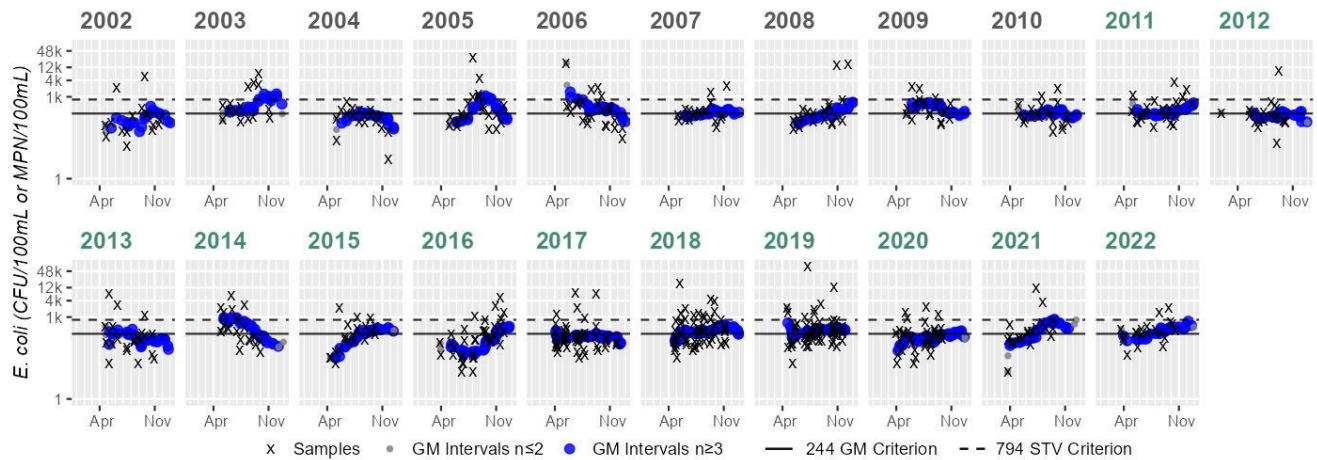 2002 2003 2004 2005 2006 2007 2008 2009 2010 2011 2012
48k
12k
4k
1k
1
Apr Nov Apr Nov Apr Nov Apr Nov Apr Nov Apr Nov Apr Nov Apr Nov Apr Nov Apr Nov Apr Nov
E. coli (CFU/100mL or MPN/100mL)
2013 2014 2015 2016 2017 2018 2019 2020 2021 2022
48k
12k
4k
1k
1
Apr Nov Apr Nov Apr Nov Apr Nov Apr Nov Apr Nov Apr Nov Apr Nov Apr Nov Apr Nov
x Samples GM Intervals n≤2 GM Intervals n≥3 244 GM Criterion 794 STV Criterion